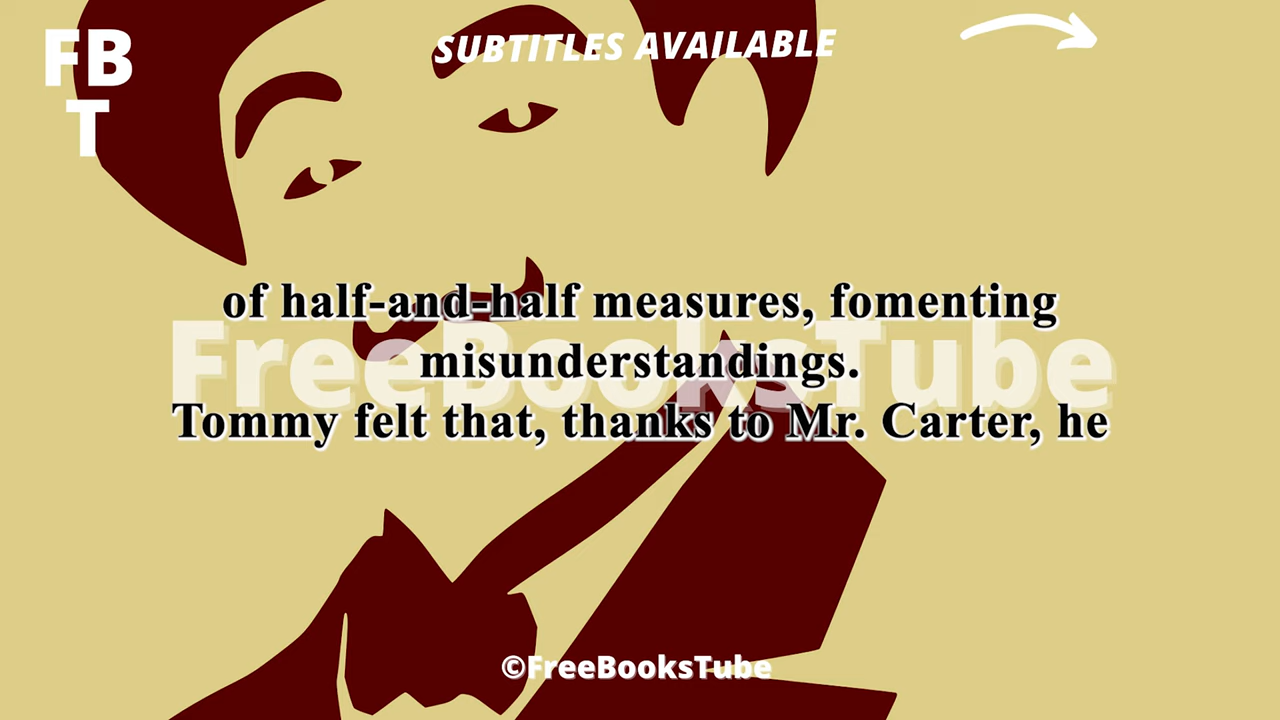 FB
T
SUBTITLES AVAILABLE
of half-and-half measures, fomenting
misunderstandings.
FreeBooksTube
Tommy felt that, thanks to Mr. Carter, he
©FreeBooksTube